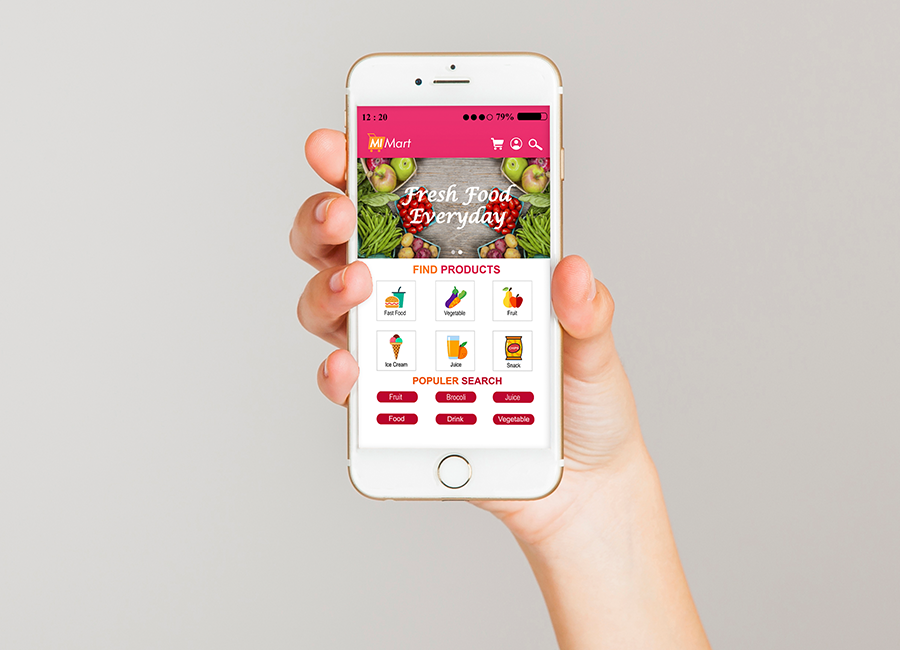 12 : 20 79%
MI Mart
Fresh Food
Everyday
FIND PRODUCTS
Fast Food Vegetable Fruit
Ice Cream Juice Snack
POPULER SEARCH
Fruit Brocoli Juice
Food Drink Vegetable